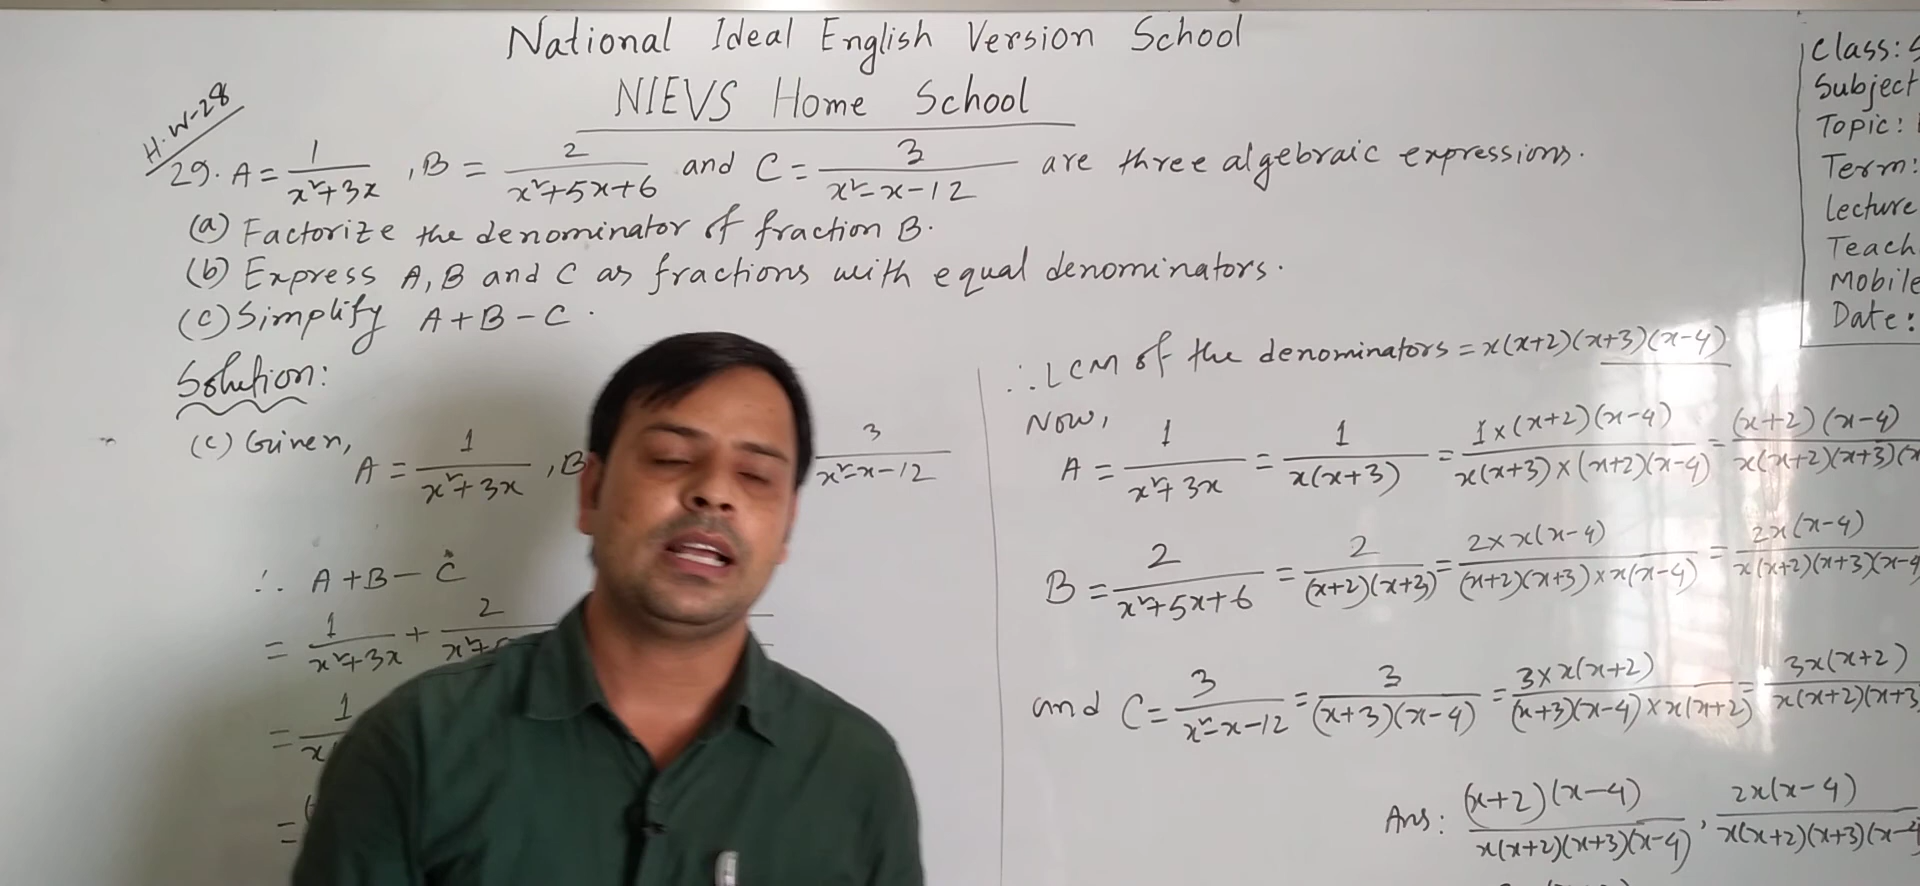 National Ideal English Version School
NIEVS Home School
H.W-28
29. A = 1/(x²+3x), B = 2/(x²+5x+6) and C = 3/(x²-x-12) are three algebraic expressions.
(a) Factorize the denominator of fraction B.
(b) Express A, B and C as fractions with equal denominators.
(c) Simplify A+B-C.
Solution:
(c) Given,
A = 1/(x²+3x), B
3/(x²-x-12)
∴ A+B-C
= 1/(x²+3x) + 2/
= 1/
=
∴ LCM of the denominators = x(x+2)(x+3)(x-4)
Now,
A = 1/(x²+3x) = 1/(x(x+3)) = (1×(x+2)(x-4))/(x(x+3)×(x+2)(x-4)) = ((x+2)(x-4))/(x(x+2)(x+3)(x
B = 2/(x²+5x+6) = 2/((x+2)(x+3)) = (2×x(x-4))/((x+2)(x+3)×x(x-4)) = (2x(x-4))/(x(x+2)(x+3)(x-4
and C = 3/(x²-x-12) = 3/((x+3)(x-4)) = (3×x(x+2))/((x+3)(x-4)×x(x+2)) = (3x(x+2))/(x(x+2)(x+3
Ans: ((x+2)(x-4))/(x(x+2)(x+3)(x-4)), (2x(x-4))/(x(x+2)(x+3)(x-4
Class:
Subject
Topic:
Term:
Lecture
Teach
Mobile
Date: